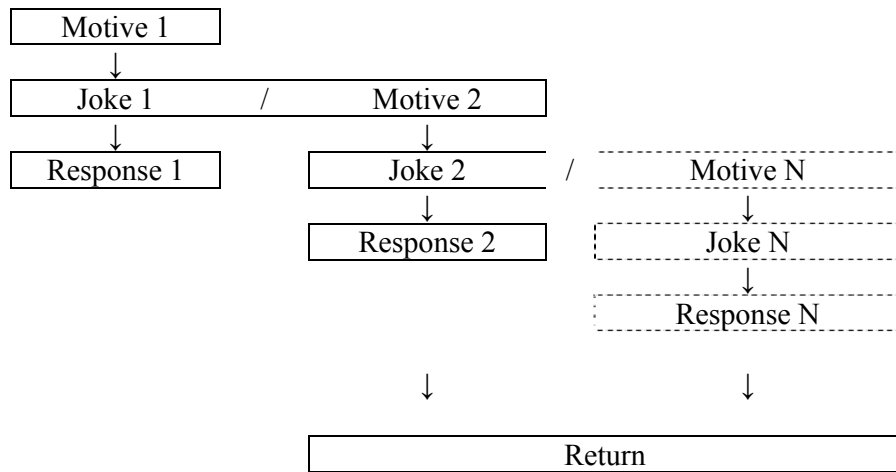 Motive 1
↓
Joke 1 / Motive 2
↓ ↓
Response 1 Joke 2 / Motive N
↓ ↓
Response 2 Joke N
↓
Response N
↓ ↓
Return